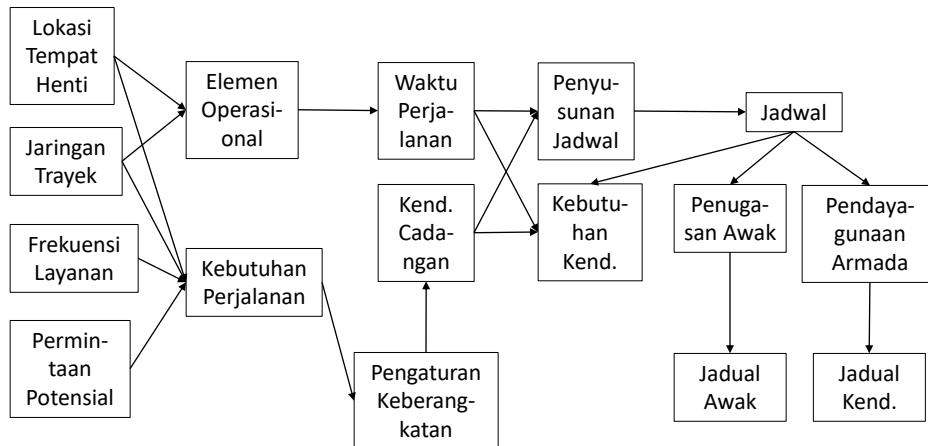 Lokasi
Tempat
Henti
Elemen
Operasi-
onal
Waktu
Perja-
lanan
Penyu-
sunan
Jadwal
Jadwal
Jaringan
Trayek
Kend.
Cada-
ngan
Kebutu-
han
Kend.
Penuga-
san Awak
Pendaya-
gunaan
Armada
Frekuensi
Layanan
Kebutuhan
Perjalanan
Permin-
taan
Potensial
Pengaturan
Keberang-
katan
Jadual
Awak
Jadual
Kend.